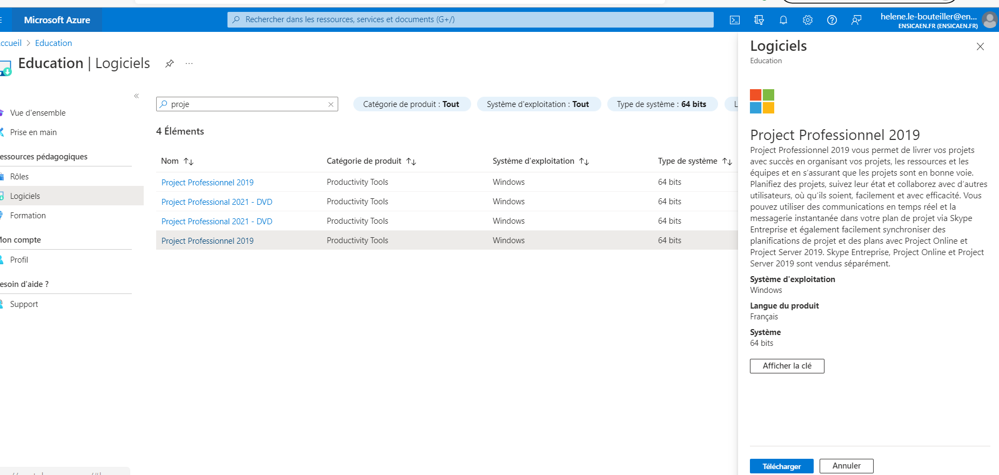 Microsoft Azure
Rechercher dans les ressources, services et documents (G+/)
helene.le-bouteiller@en...
ENSICAEN.FR (ENSICAEN.FR)
ccueil > Education
Education | Logiciels
...
«
Vue d'ensemble
Prise en main
essources pédagogiques
Rôles
Logiciels
Formation
Mon compte
Profil
esoin d'aide ?
Support
proje
Catégorie de produit : Tout
Système d'exploitation : Tout
Type de système : 64 bits
L
4 Éléments
Nom ↑↓ Catégorie de produit ↑↓ Système d'exploitation ↑↓ Type de système ↑↓
Project Professionnel 2019 Productivity Tools Windows 64 bits
Project Professional 2021 - DVD Productivity Tools Windows 64 bits
Project Professional 2021 - DVD Productivity Tools Windows 64 bits
Project Professionnel 2019 Productivity Tools Windows 64 bits
Logiciels
Education
Project Professionnel 2019
Project Professionnel 2019 vous permet de livrer vos projets
avec succès en organisant vos projets, les ressources et les
équipes et en s’assurant que les projets sont en bonne voie.
Planifiez des projets, suivez leur état et collaborez avec d’autres
utilisateurs, où qu’ils soient, facilement et avec efficacité. Vous
pouvez utiliser des communications en temps réel et la
messagerie instantanée dans votre plan de projet via Skype
Entreprise et également facilement synchroniser des
planifications de projet et des plans avec Project Online et
Project Server 2019. Skype Entreprise, Project Online et Project
Server 2019 sont vendus séparément.
Système d'exploitation
Windows
Langue du produit
Français
Système
64 bits
Afficher la clé
Télécharger
Annuler